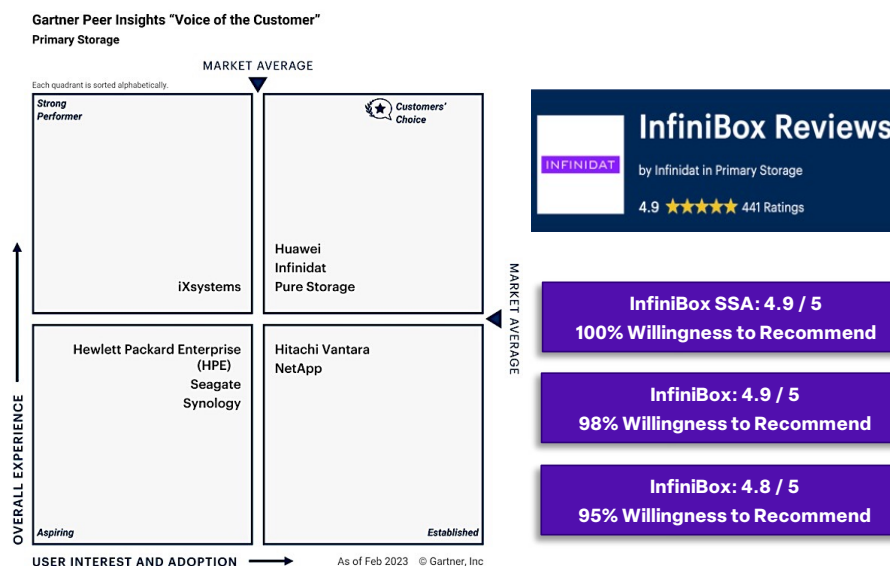 Gartner Peer Insights “Voice of the Customer”
Primary Storage
MARKET AVERAGE
Each quadrant is sorted alphabetically.
Strong
Performer
iXsystems
Customers’
Choice
Huawei
Infinidat
Pure Storage
Hewlett Packard Enterprise
(HPE)
Seagate
Synology
Aspiring
Hitachi Vantara
NetApp
Established
MARKET AVERAGE
OVERALL EXPERIENCE
USER INTEREST AND ADOPTION
As of Feb 2023 © Gartner, Inc
INFINIDAT
InfiniBox Reviews
by Infinidat in Primary Storage
4.9 ★★★★★ 441 Ratings
InfiniBox SSA: 4.9 / 5
100% Willingness to Recommend
InfiniBox: 4.9 / 5
98% Willingness to Recommend
InfiniBox: 4.8 / 5
95% Willingness to Recommend